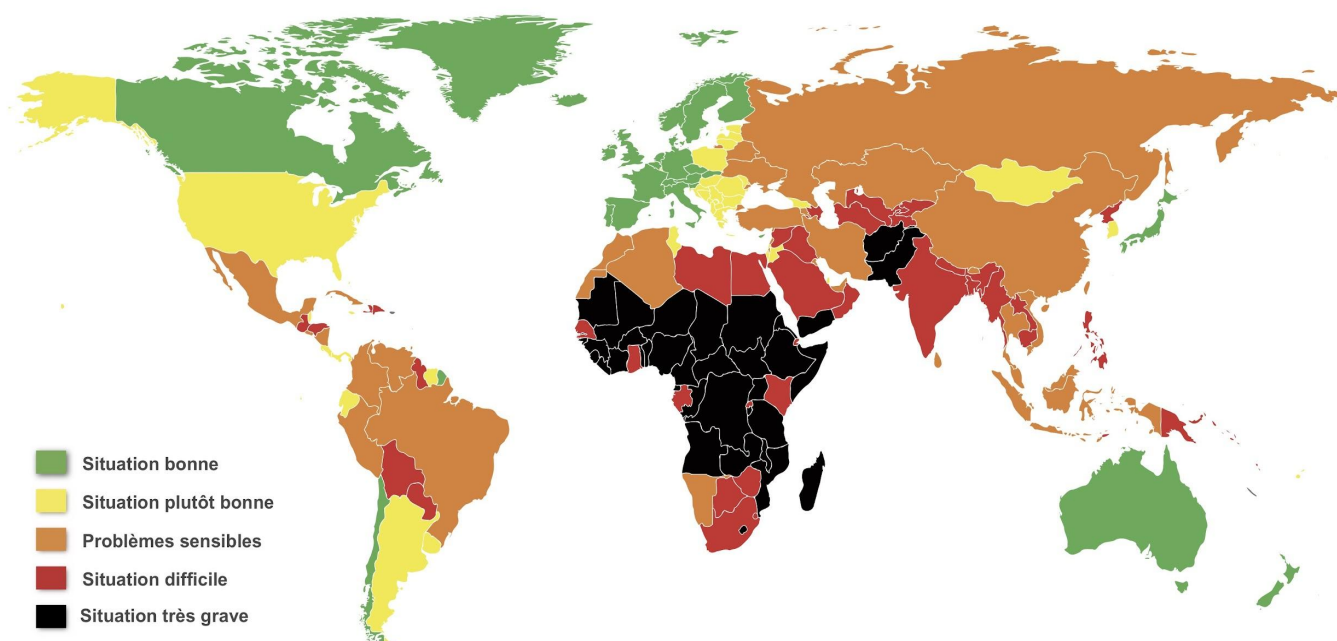 Situation bonne
Situation plutôt bonne
Problèmes sensibles
Situation difficile
Situation très grave